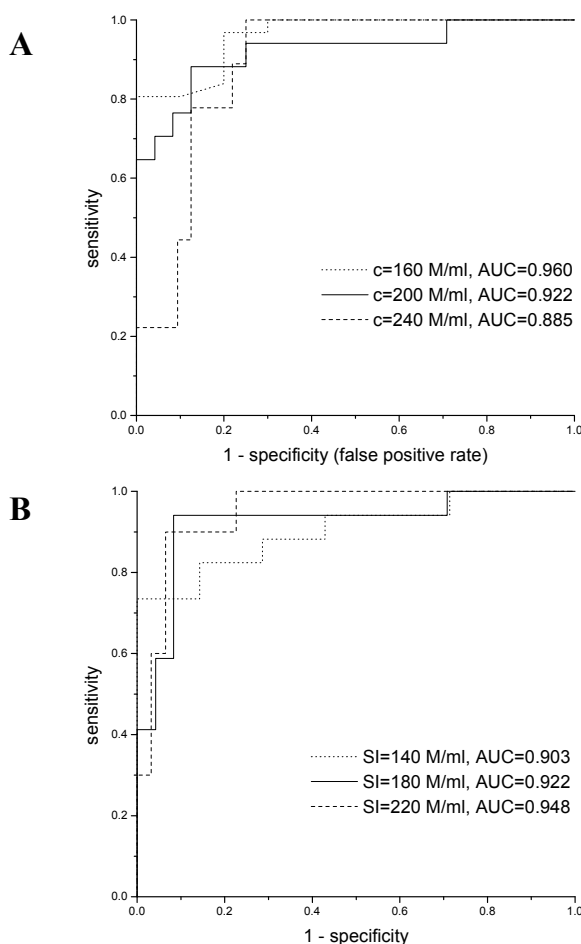 A
1.0
0.8
0.6
0.4
0.2
0.0
sensitivity
c=160 M/ml, AUC=0.960
c=200 M/ml, AUC=0.922
c=240 M/ml, AUC=0.885
0.0 0.2 0.4 0.6 0.8 1.0
1 - specificity (false positive rate)
B
1.0
0.8
0.6
0.4
0.2
0.0
sensitivity
SI=140 M/ml, AUC=0.903
SI=180 M/ml, AUC=0.922
SI=220 M/ml, AUC=0.948
0.0 0.2 0.4 0.6 0.8 1.0
1 - specificity